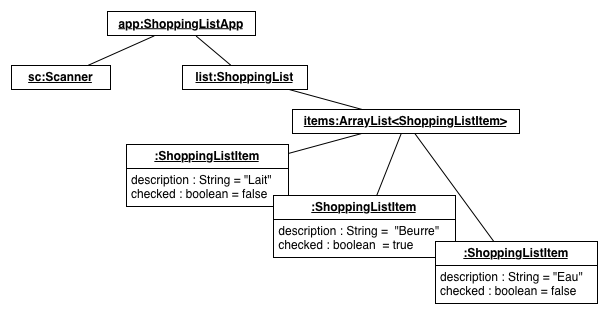 app:ShoppingListApp
sc:Scanner
list:ShoppingList
items:ArrayList<ShoppingListItem>
:ShoppingListItem
description : String = "Lait"
checked : boolean = false
:ShoppingListItem
description : String =  "Beurre"
checked : boolean  = true
:ShoppingListItem
description : String = "Eau"
checked : boolean = false